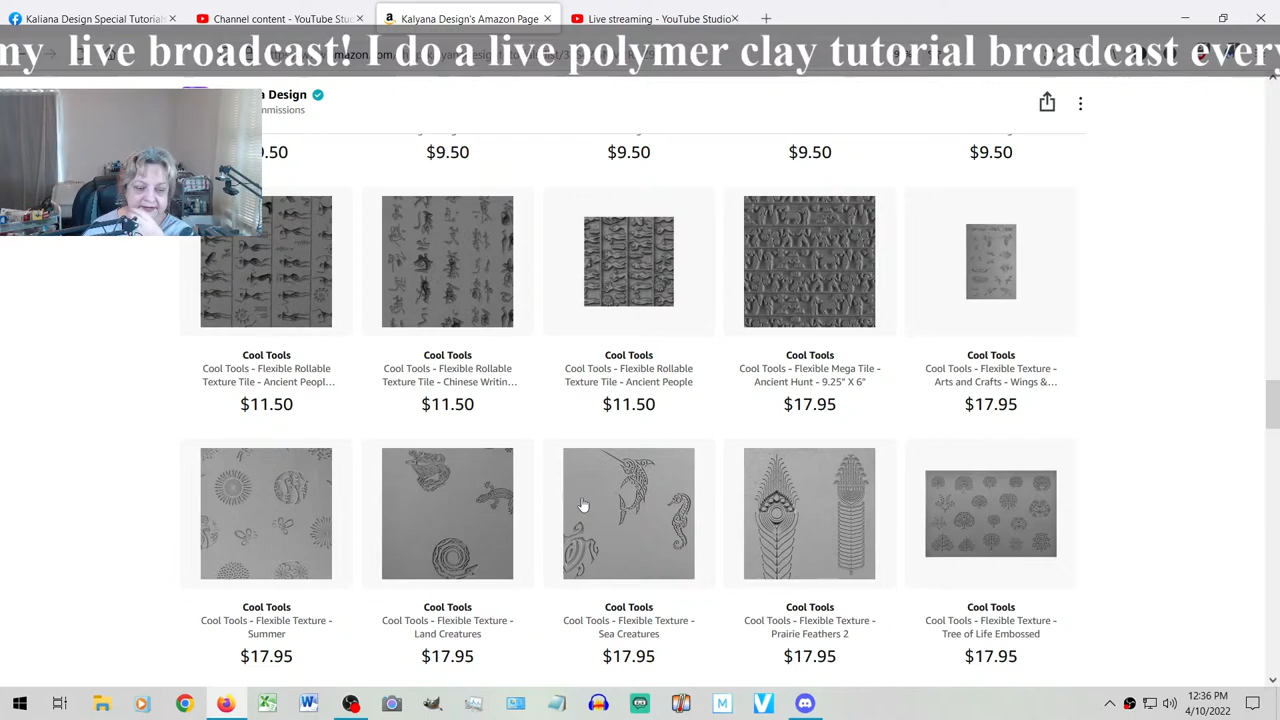 Kaliana Design Special Tutorials
Channel content - YouTube Stu
Kalyana Design's Amazon Page
Live streaming - YouTube Studio
my live broadcast! I do a live polymer clay tutorial broadcast every
Design
mmissions
9.50
$9.50
$9.50
$9.50
$9.50
Cool Tools
Cool Tools - Flexible Rollable
Texture Tile - Ancient Peopl...
$11.50
Cool Tools
Cool Tools - Flexible Rollable
Texture Tile - Chinese Writin...
$11.50
Cool Tools
Cool Tools - Flexible Rollable
Texture Tile - Ancient People
$11.50
Cool Tools
Cool Tools - Flexible Mega Tile -
Ancient Hunt - 9.25" X 6"
$17.95
Cool Tools
Cool Tools - Flexible Texture -
Arts and Crafts - Wings &...
$17.95
Cool Tools
Cool Tools - Flexible Texture -
Summer
$17.95
Cool Tools
Cool Tools - Flexible Texture -
Land Creatures
$17.95
Cool Tools
Cool Tools - Flexible Texture -
Sea Creatures
$17.95
Cool Tools
Cool Tools - Flexible Texture -
Prairie Feathers 2
$17.95
Cool Tools
Cool Tools - Flexible Texture -
Tree of Life Embossed
$17.95
12:36 PM
4/10/2022